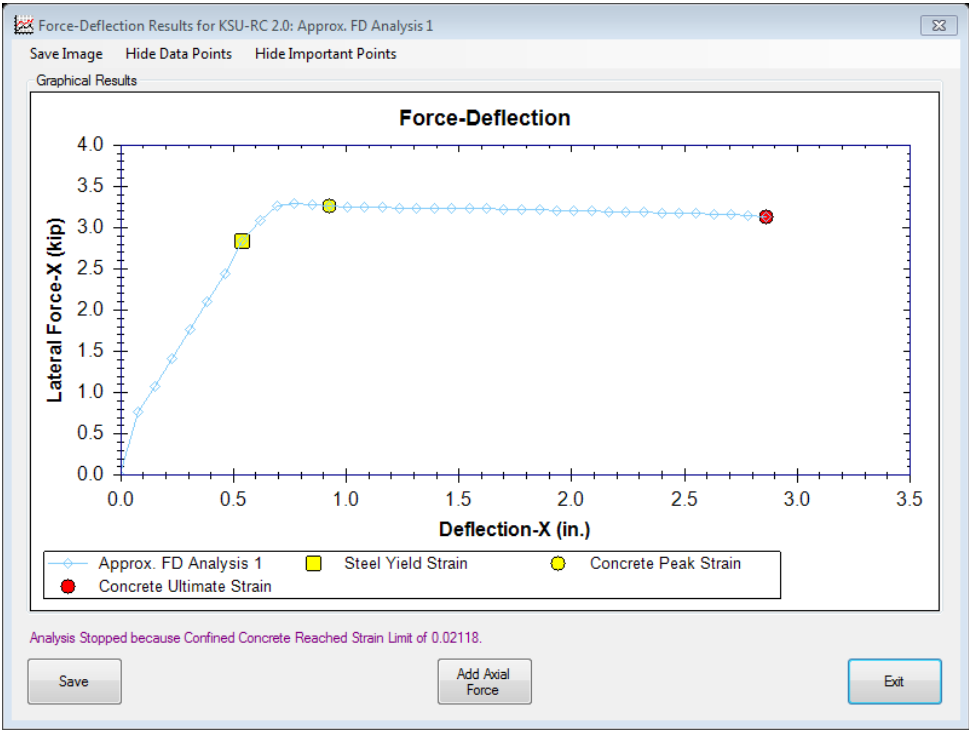 Force-Deflection Results for KSU-RC 2.0: Approx. FD Analysis 1
Save Image Hide Data Points Hide Important Points
Graphical Results
Force-Deflection
4.0
3.5
3.0
2.5
2.0
1.5
1.0
0.5
0.0
Lateral Force-X (kip)
0.0 0.5 1.0 1.5 2.0 2.5 3.0 3.5
Deflection-X (in.)
Approx. FD Analysis 1 Steel Yield Strain Concrete Peak Strain
Concrete Ultimate Strain
Analysis Stopped because Confined Concrete Reached Strain Limit of 0.02118.
Save
Add Axial
Force
Exit